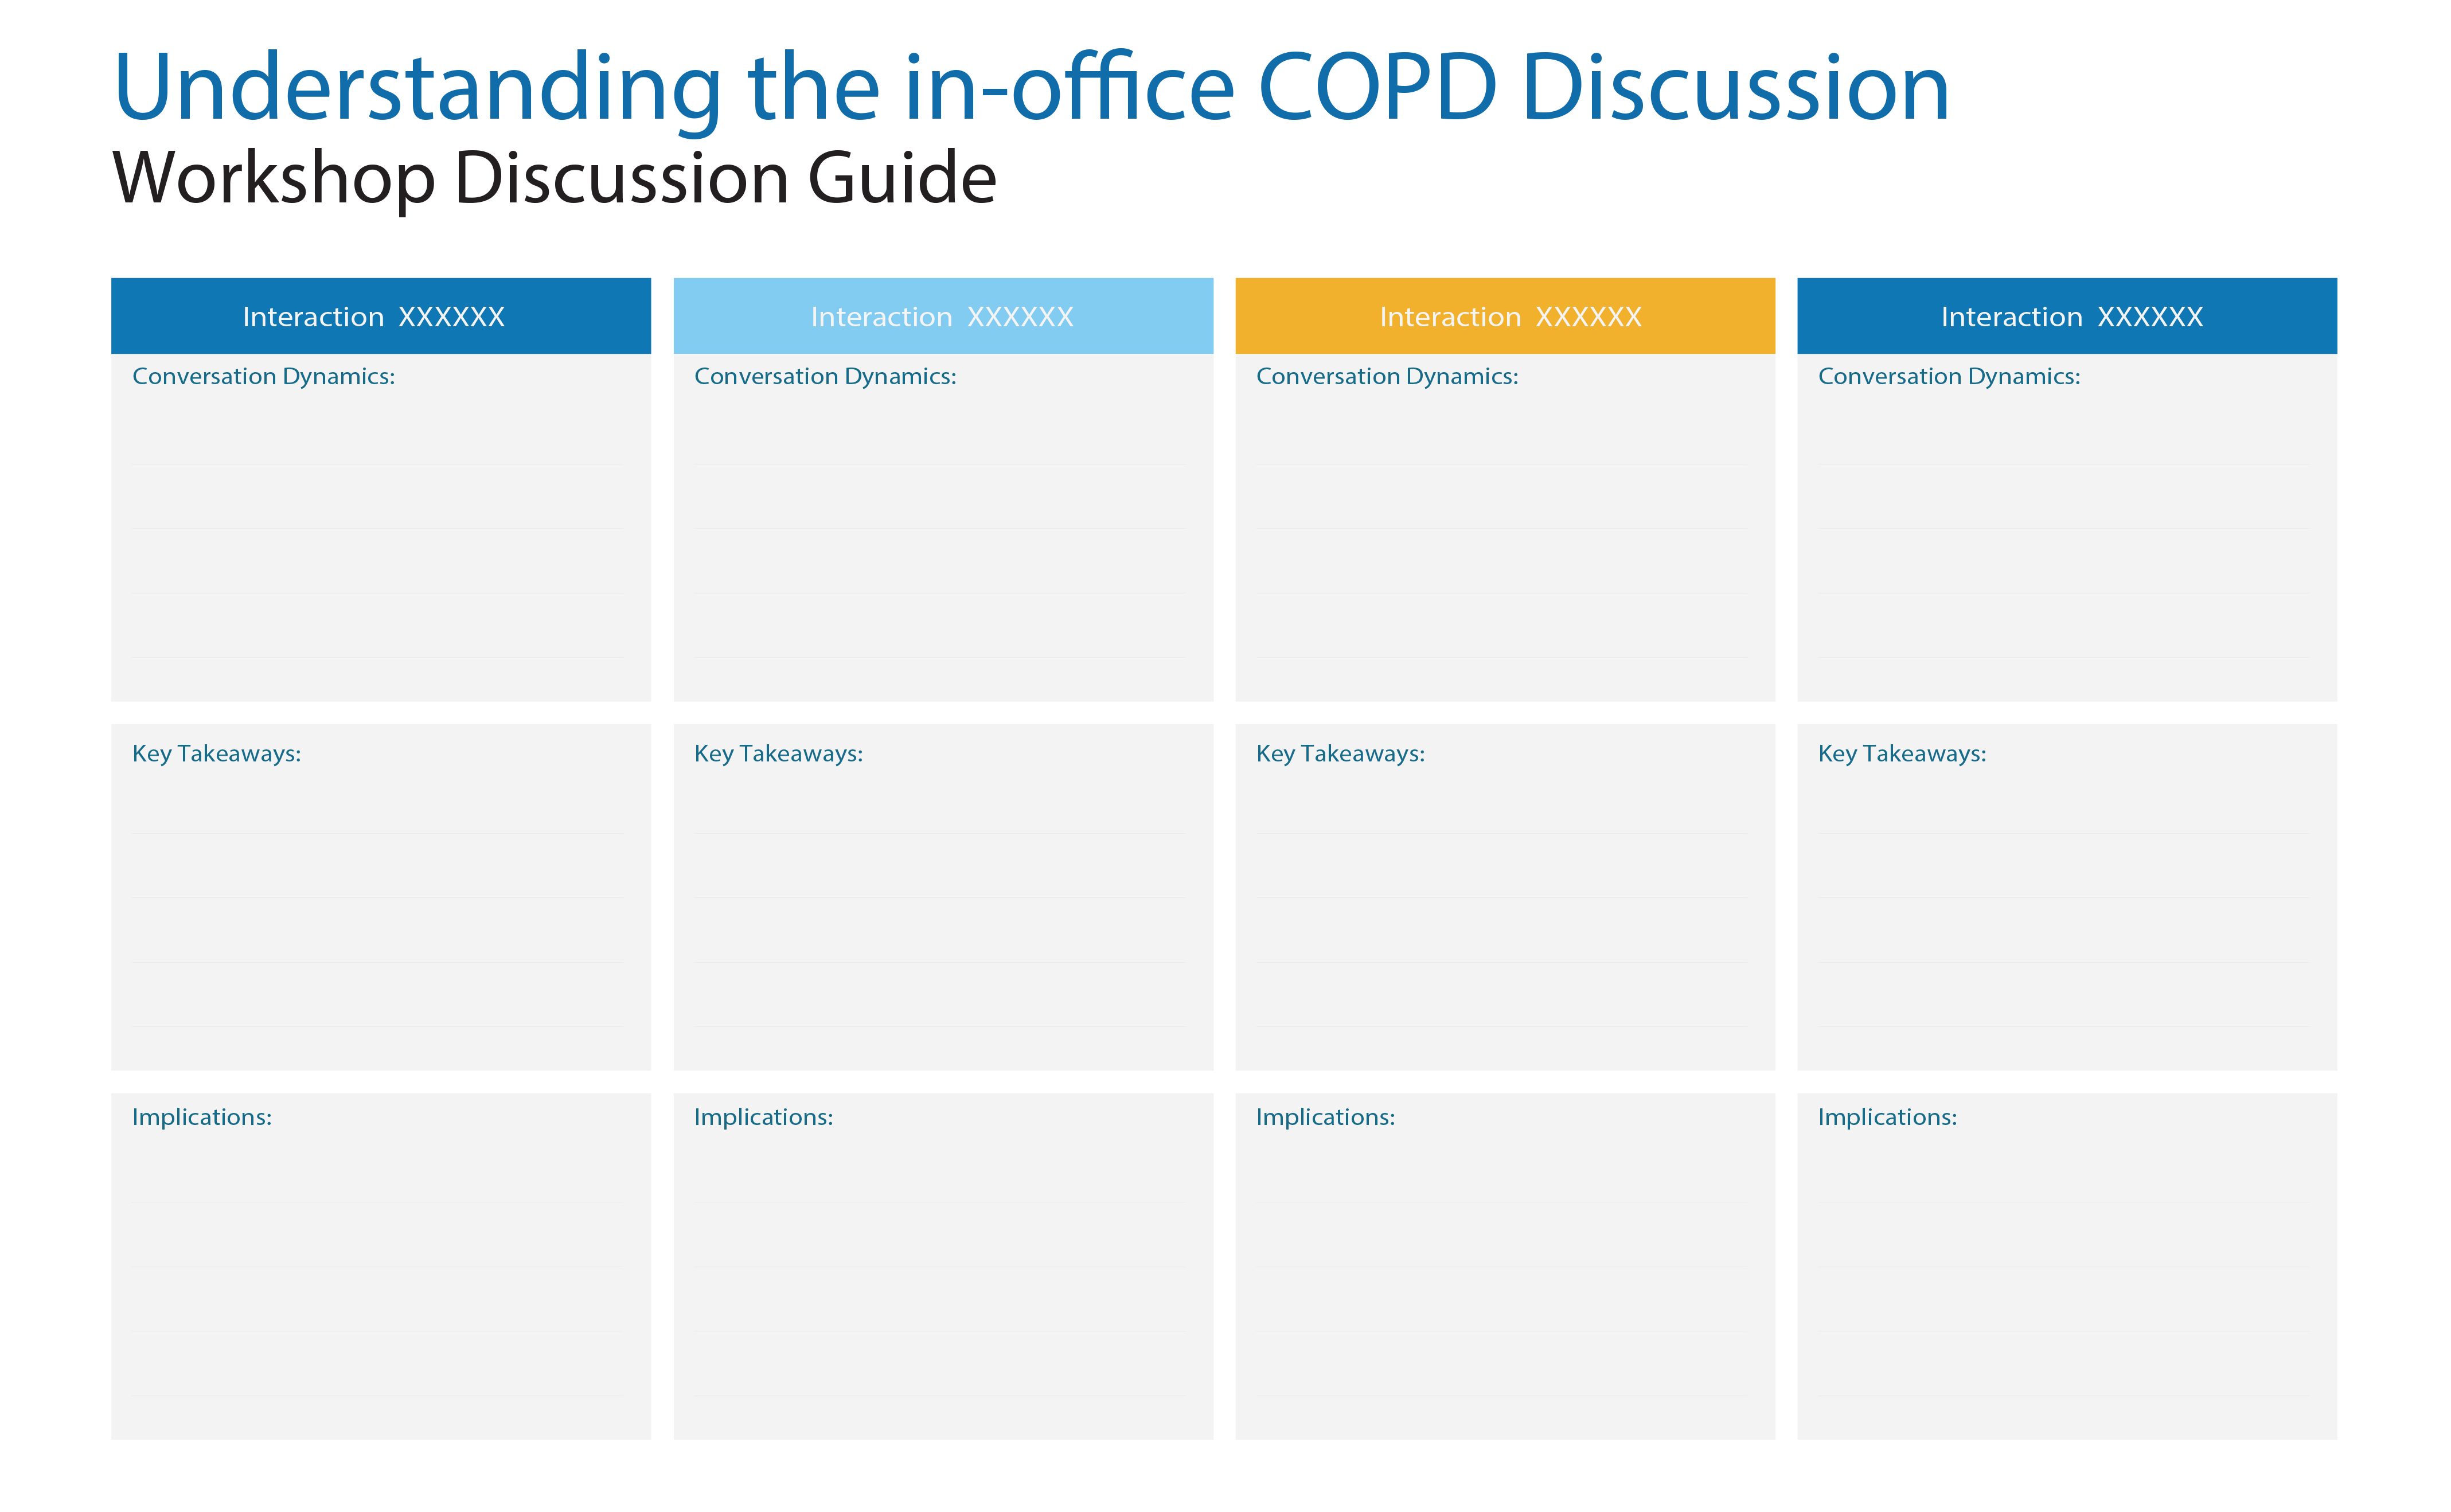 Understanding the in-office COPD Discussion
Workshop Discussion Guide
Interaction XXXXXX
Interaction XXXXXX
Interaction XXXXXX
Interaction XXXXXX
Conversation Dynamics:
Conversation Dynamics:
Conversation Dynamics:
Conversation Dynamics:
Key Takeaways:
Key Takeaways:
Key Takeaways:
Key Takeaways:
Implications:
Implications:
Implications:
Implications: